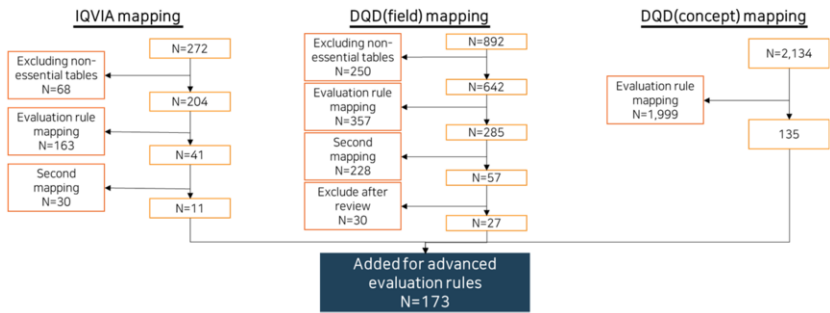 IQVIA mapping
N=272
Excluding non-
essential tables
N=68
N=204
Evaluation rule
mapping
N=163
N=41
Second
mapping
N=30
N=11
DQD(field) mapping
N=892
Excluding non-
essential tables
N=250
N=642
Evaluation rule
mapping
N=357
N=285
Second
mapping
N=228
N=57
Exclude after
review
N=30
N=27
DQD(concept) mapping
N=2,134
Evaluation rule
mapping
N=1,999
135
Added for advanced
evaluation rules
N=173